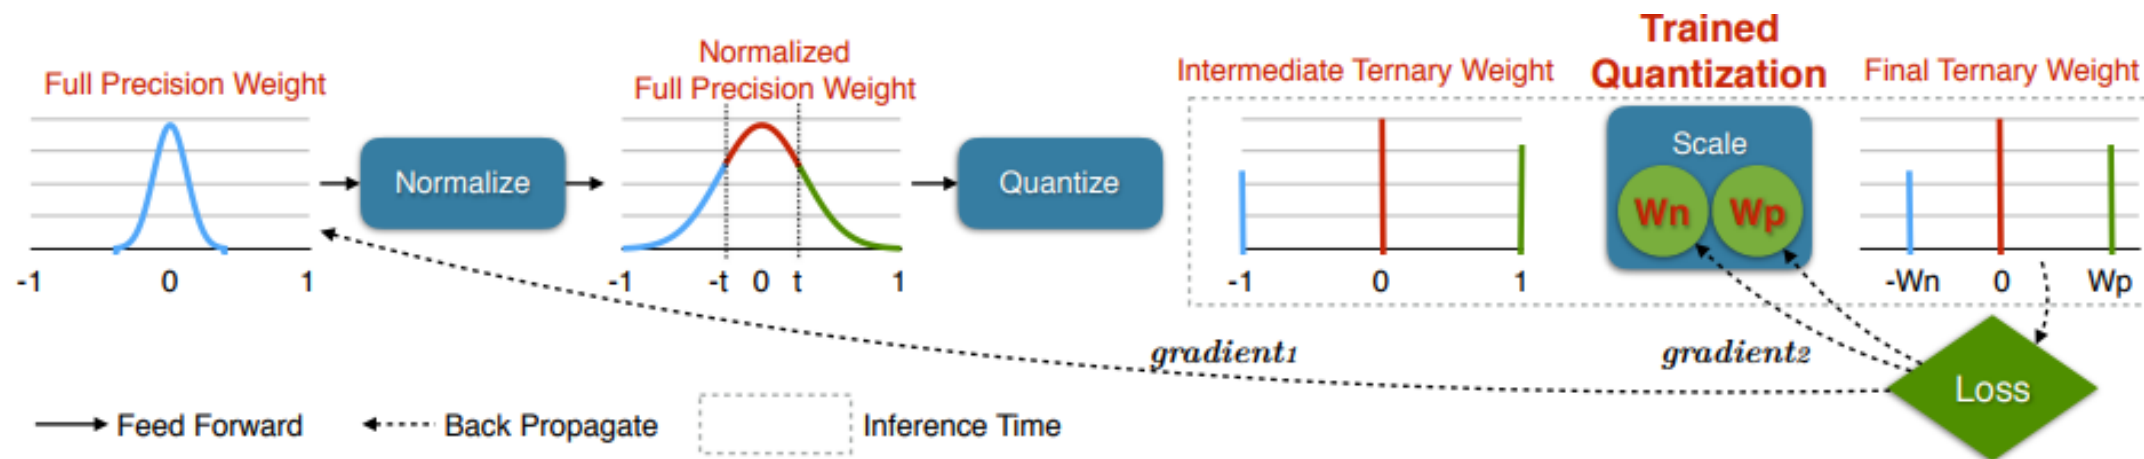 Full Precision Weight
Normalized
Full Precision Weight
Intermediate Ternary Weight
Trained
Quantization
Final Ternary Weight
Normalize
Quantize
Scale
Wn Wp
-1 0 1
-1 -t 0 t 1
-1 0 1
-Wn 0 Wp
gradient1
gradient2
Loss
Feed Forward
Back Propagate
Inference Time